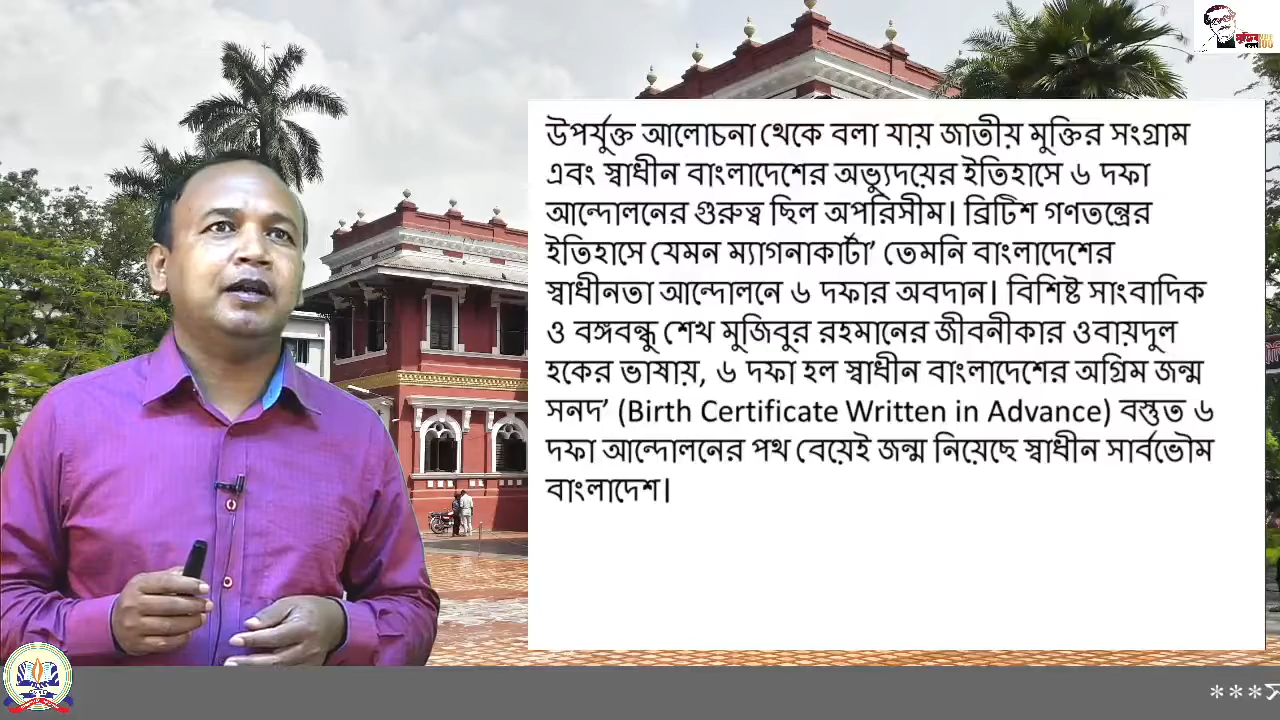 উপর্যুক্ত আলোচনা থেকে বলা যায় জাতীয় মুক্তির সংগ্রাম
এবং স্বাধীন বাংলাদেশের অভ্যুদয়ের ইতিহাসে ৬ দফা
আন্দোলনের গুরুত্ব ছিল অপরিসীম। ব্রিটিশ গণতন্ত্রের
ইতিহাসে যেমন ম্যাগনাকার্টা’ তেমনি বাংলাদেশের
স্বাধীনতা আন্দোলনে ৬ দফার অবদান। বিশিষ্ট সাংবাদিক
ও বঙ্গবন্ধু শেখ মুজিবুর রহমানের জীবনীকার ওবায়দুল
হকের ভাষায়, ৬ দফা হল স্বাধীন বাংলাদেশের অগ্রিম জন্ম
সনদ’ (Birth Certificate Written in Advance) বস্তুত ৬
দফা আন্দোলনের পথ বেয়েই জন্ম নিয়েছে স্বাধীন সার্বভৌম
বাংলাদেশ।
***